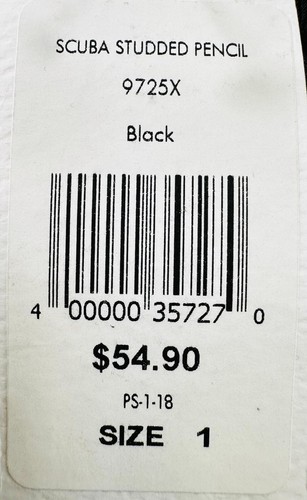 SCUBA STUDDED PENCIL
9725X
Black
4 00000 35727 0
$54.90
PS-1-18
SIZE 1